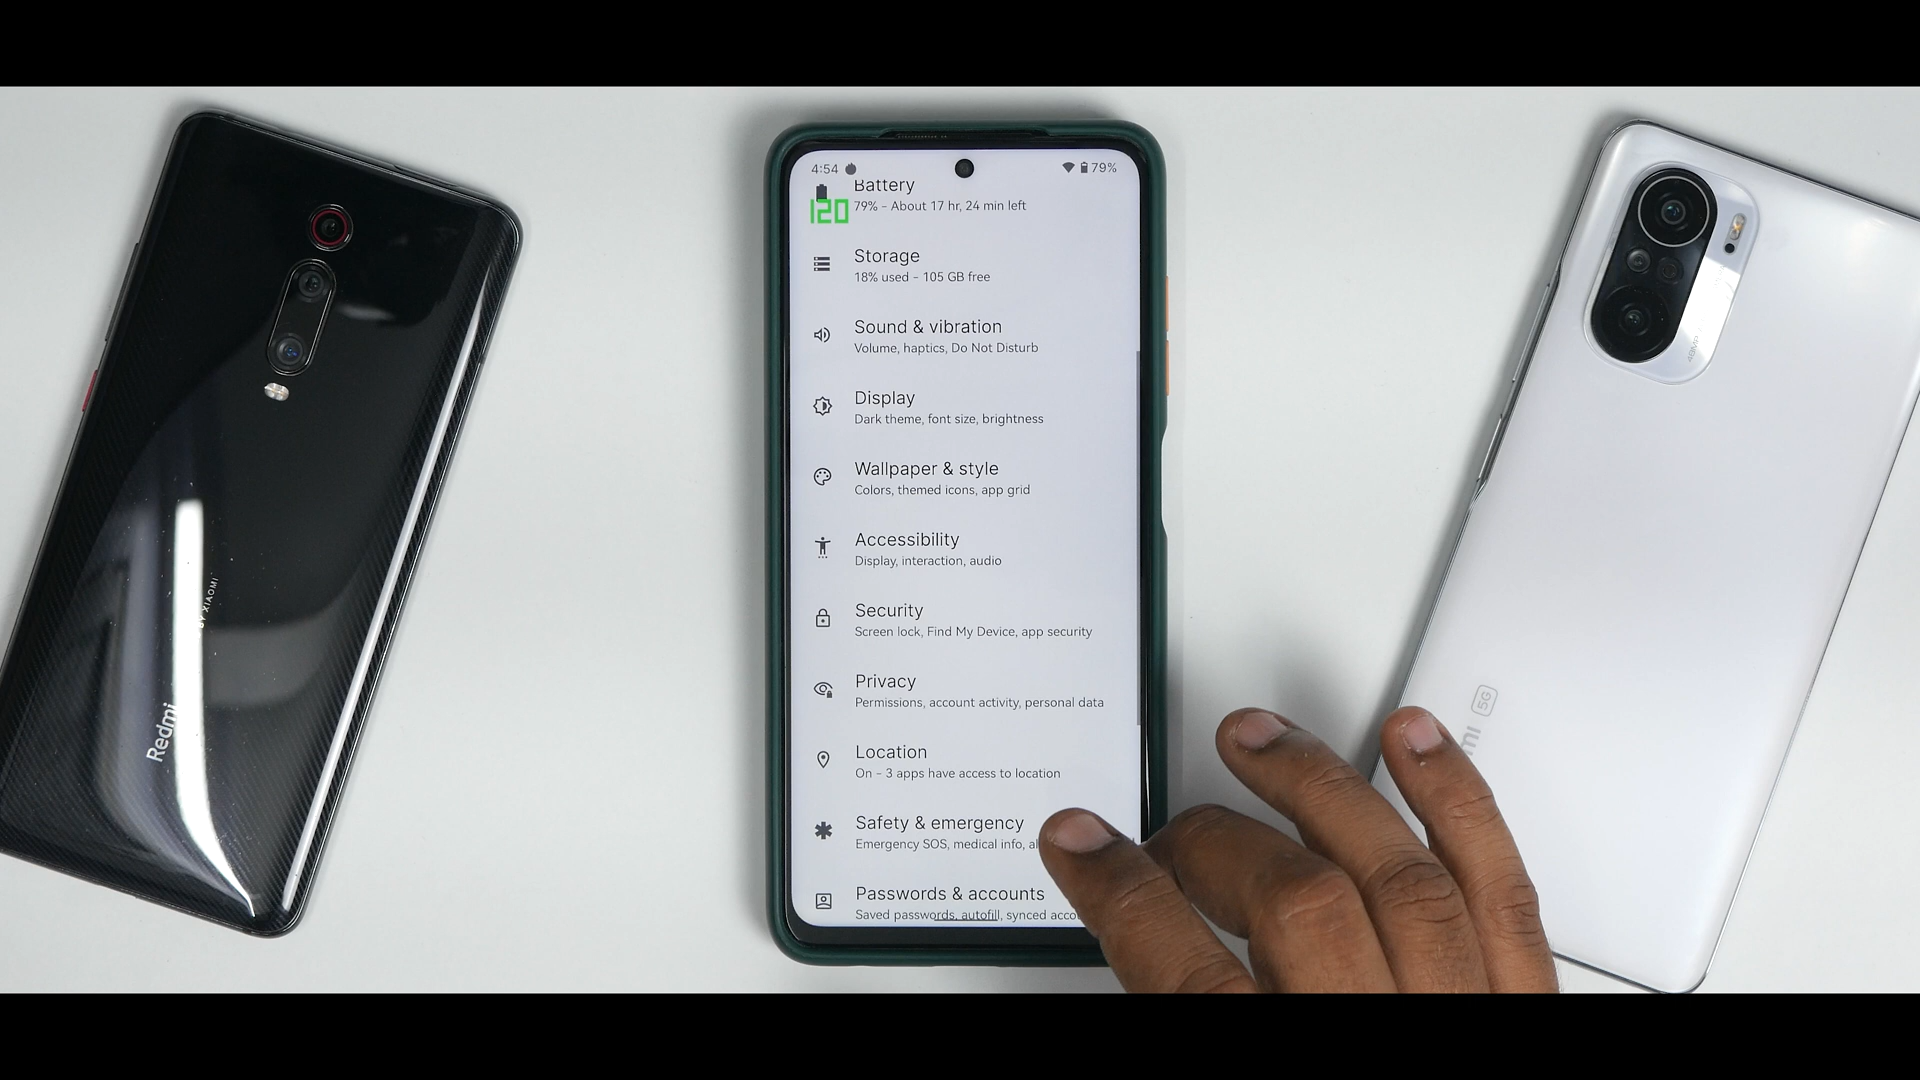 4:54
79%
Battery
120
79% - About 17 hr, 24 min left
Storage
18% used - 105 GB free
Sound & vibration
Volume, haptics, Do Not Disturb
Display
Dark theme, font size, brightness
Wallpaper & style
Colors, themed icons, app grid
Accessibility
Display, interaction, audio
Security
Screen lock, Find My Device, app security
Privacy
Permissions, account activity, personal data
Location
On - 3 apps have access to location
Safety & emergency
Emergency SOS, medical info,
Passwords & accounts
Saved passwords, autofill, synced
Redmi
BY XIAOMI
48MP
mi 5G